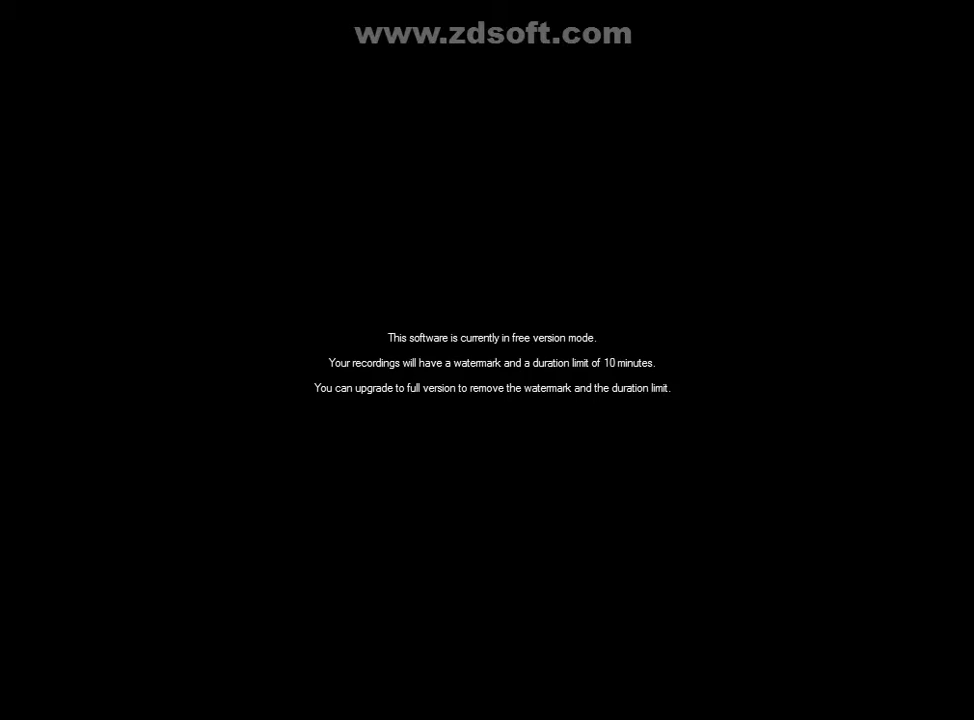 www.zdsoft.com
This software is currently in free version mode.
Your recordings will have a watermark and a duration limit of 10 minutes.
You can upgrade to full version to remove the watermark and the duration limit.